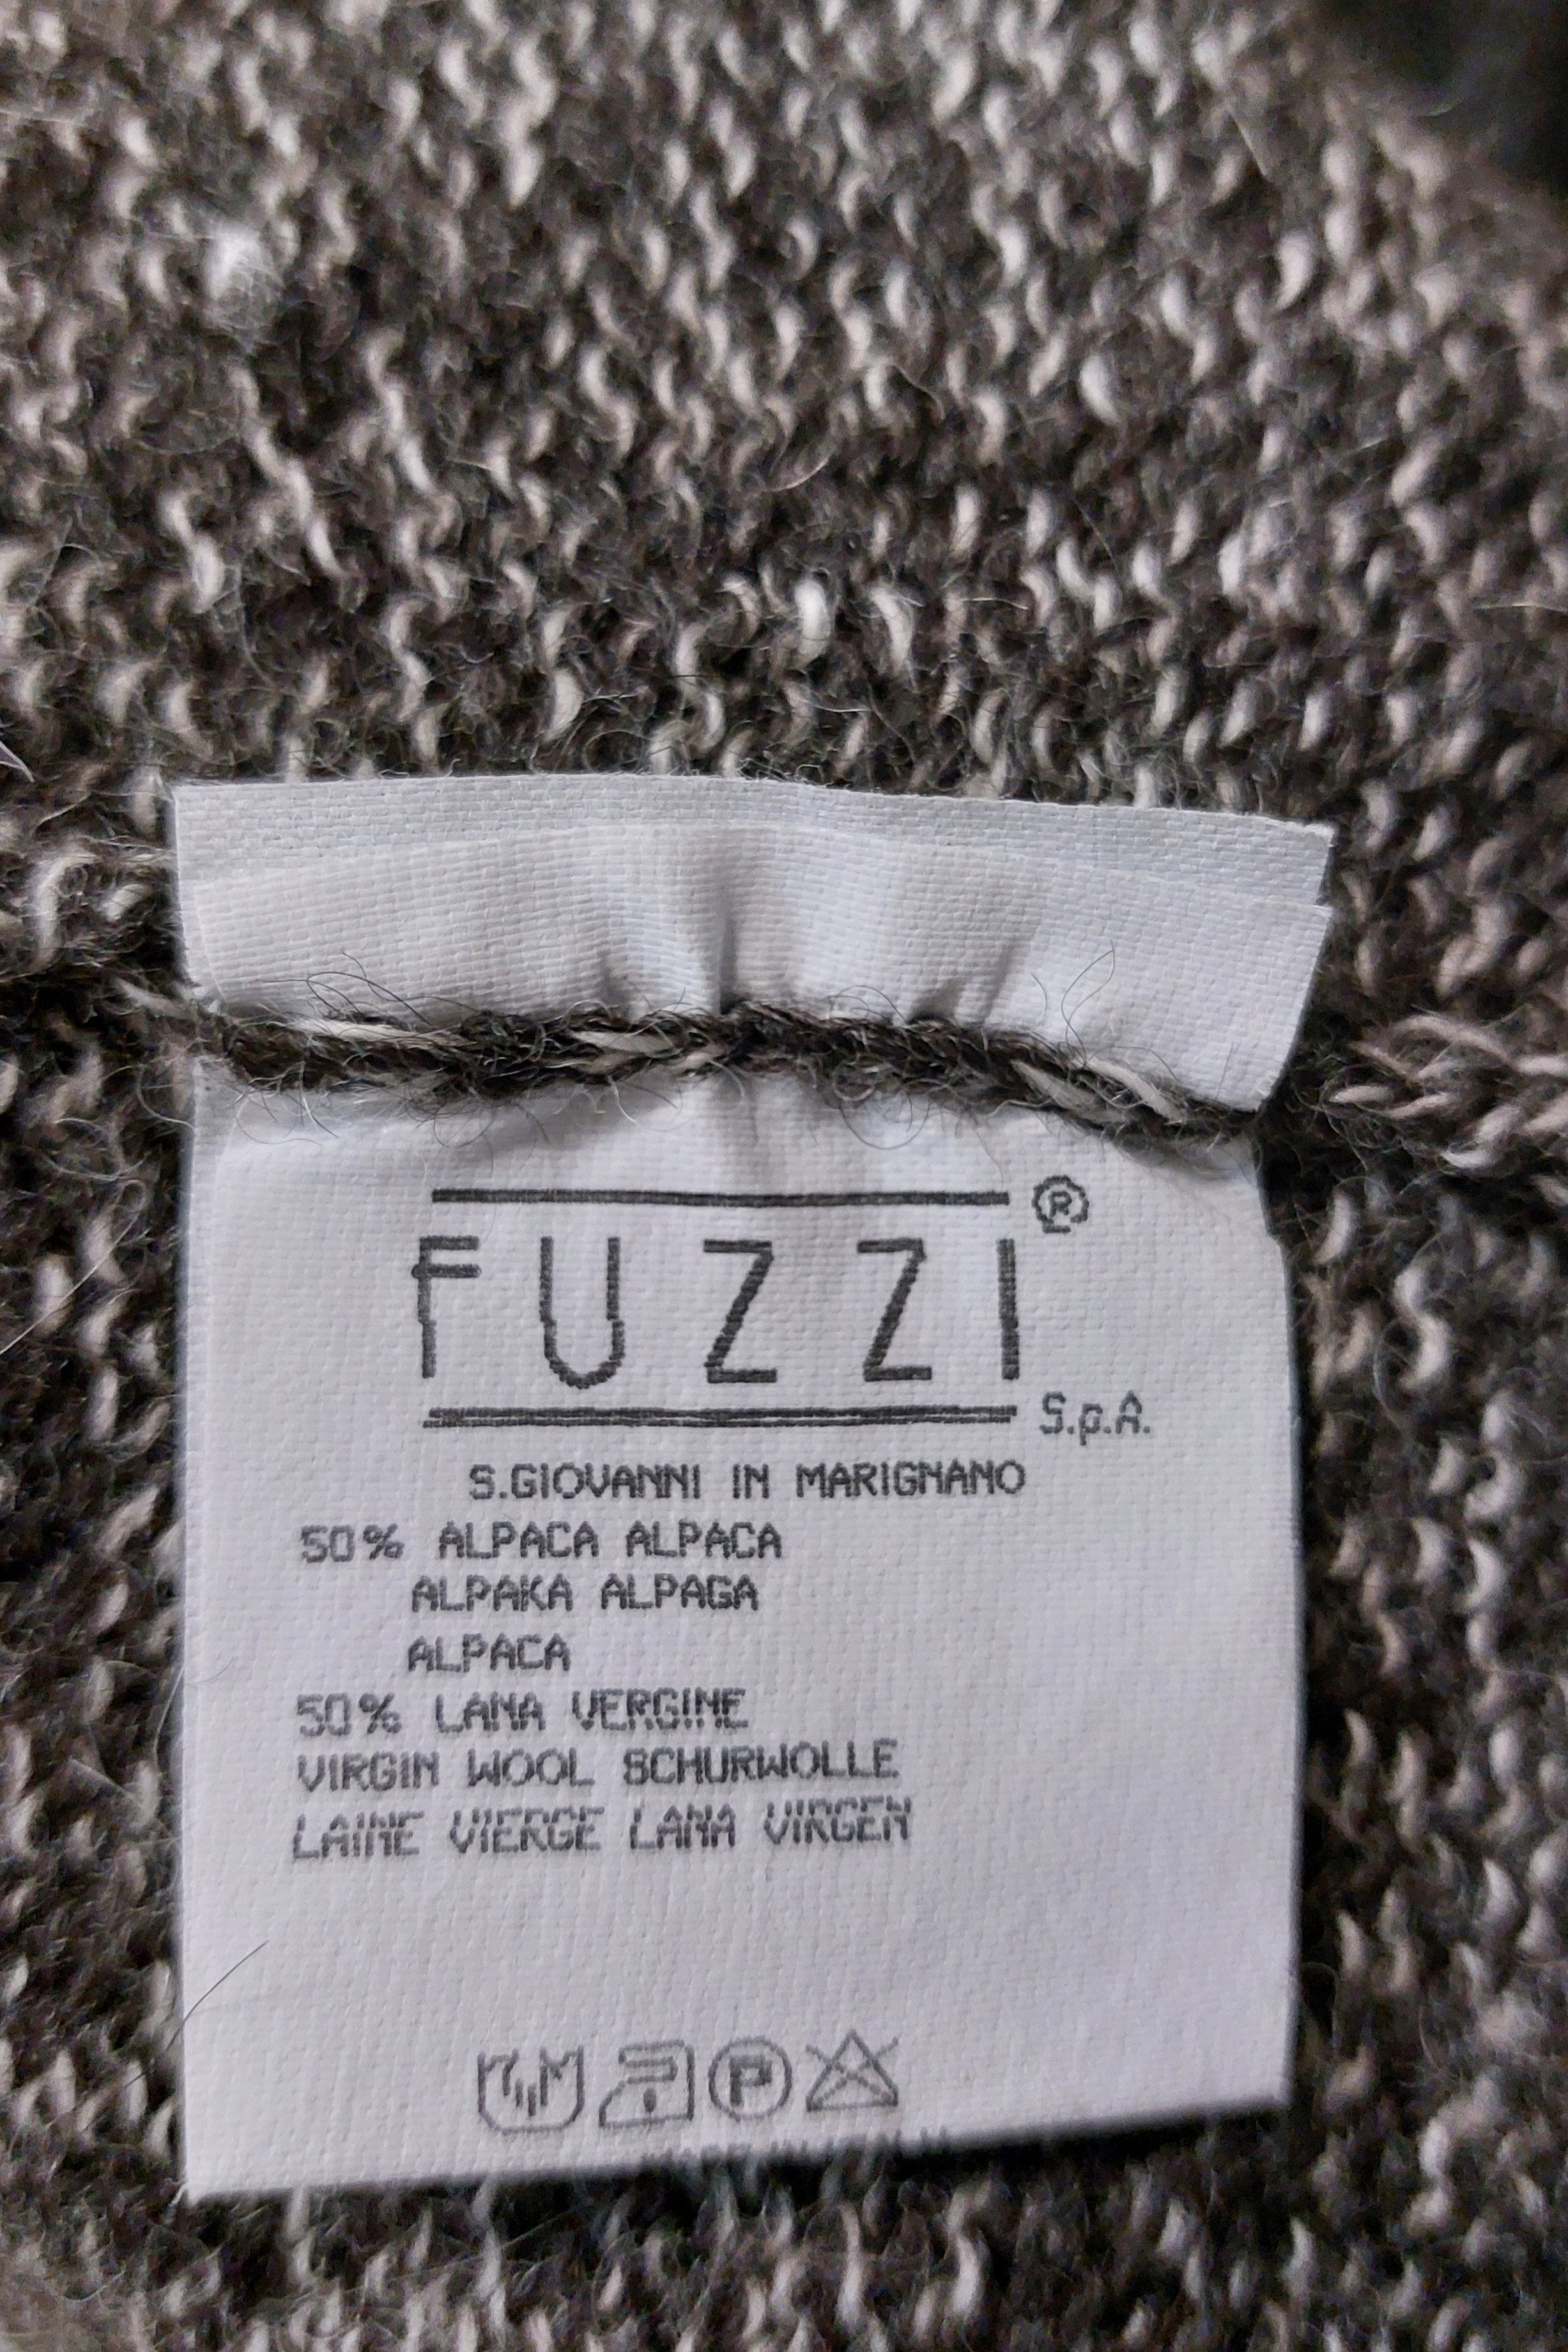 FUZZI®
S.p.A.
S.GIOVANNI IN MARIGNANO
50% ALPACA ALPACA
ALPAKA ALPAGA
ALPACA
50% LANA VERGINE
VIRGIN WOOL SCHURWOLLE
LAINE VIERGE LANA VIRGEN
P